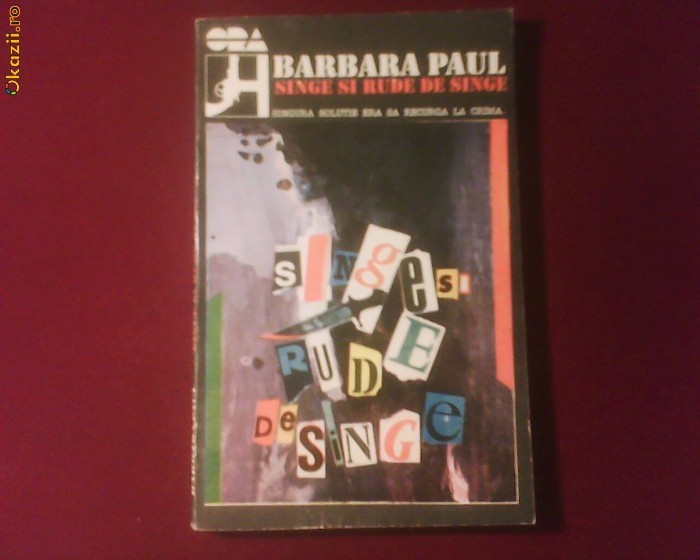 Okazii.ro
ORA
H
BARBARA PAUL
SINGE SI RUDE DE SINGE
SINGURA SOLUTIE ERA SA RECURGA LA CRIMA
SINGE SI
RUDE
De SiNGe